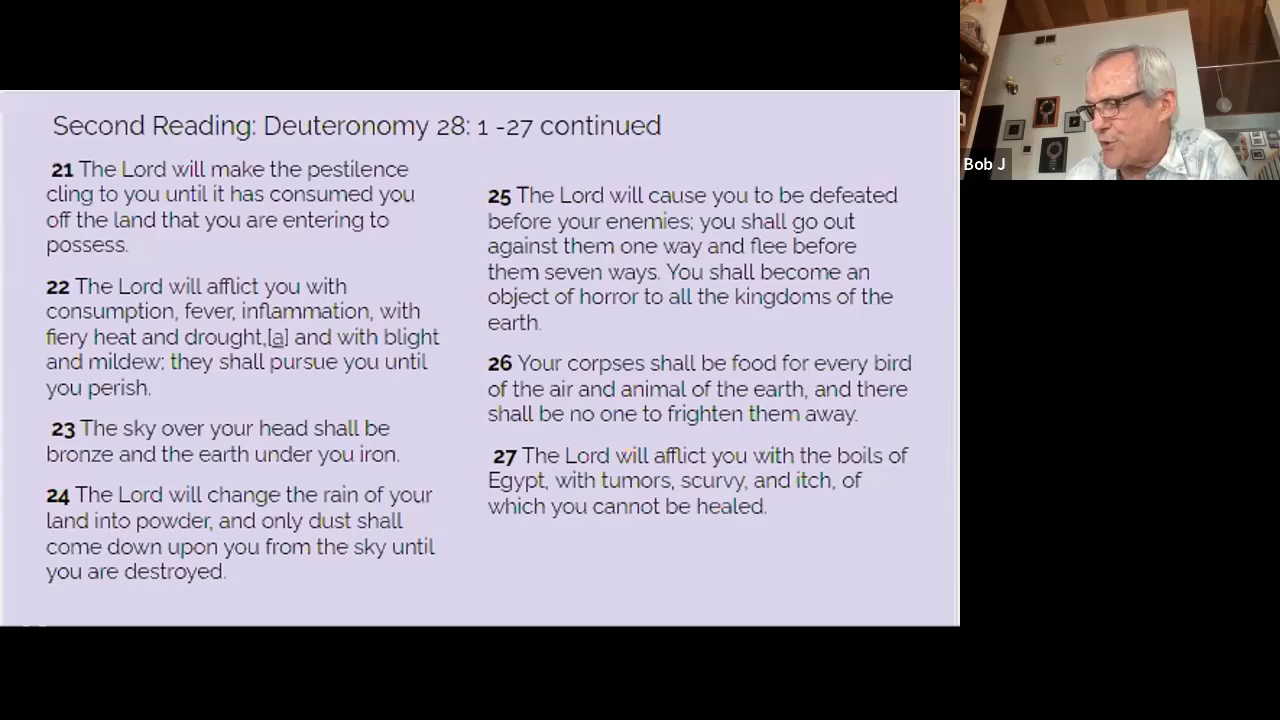 Second Reading: Deuteronomy 28: 1 -27 continued
21 The Lord will make the pestilence
cling to you until it has consumed you
off the land that you are entering to
possess.
22 The Lord will afflict you with
consumption, fever, inflammation, with
fiery heat and drought,[a] and with blight
and mildew; they shall pursue you until
you perish.
23 The sky over your head shall be
bronze and the earth under you iron.
24 The Lord will change the rain of your
land into powder, and only dust shall
come down upon you from the sky until
you are destroyed.
25 The Lord will cause you to be defeated
before your enemies; you shall go out
against them one way and flee before
them seven ways. You shall become an
object of horror to all the kingdoms of the
earth.
26 Your corpses shall be food for every bird
of the air and animal of the earth, and there
shall be no one to frighten them away.
27 The Lord will afflict you with the boils of
Egypt, with tumors, scurvy, and itch, of
which you cannot be healed.
Bob J